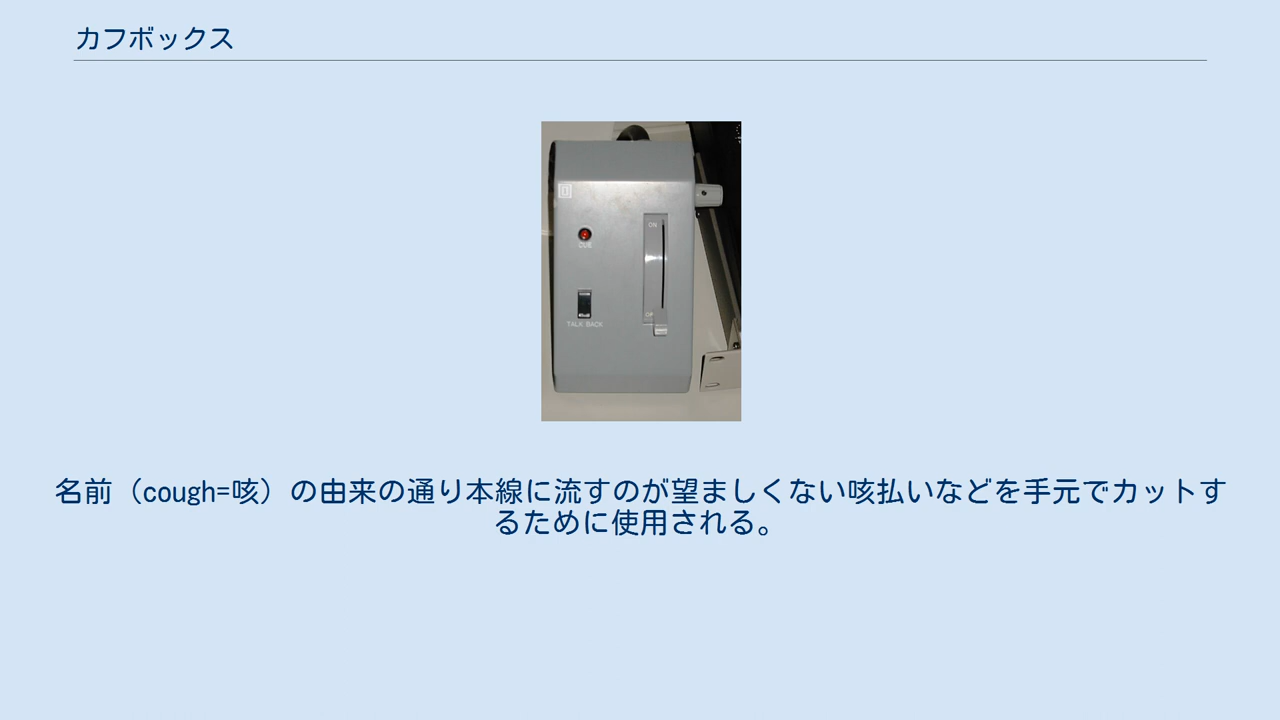 カフボックス
CUE
ON
TALK BACK
名前（cough=咳）の由来の通り本線に流すのが望ましくない咳払いなどを手元でカットす
るために使用される。